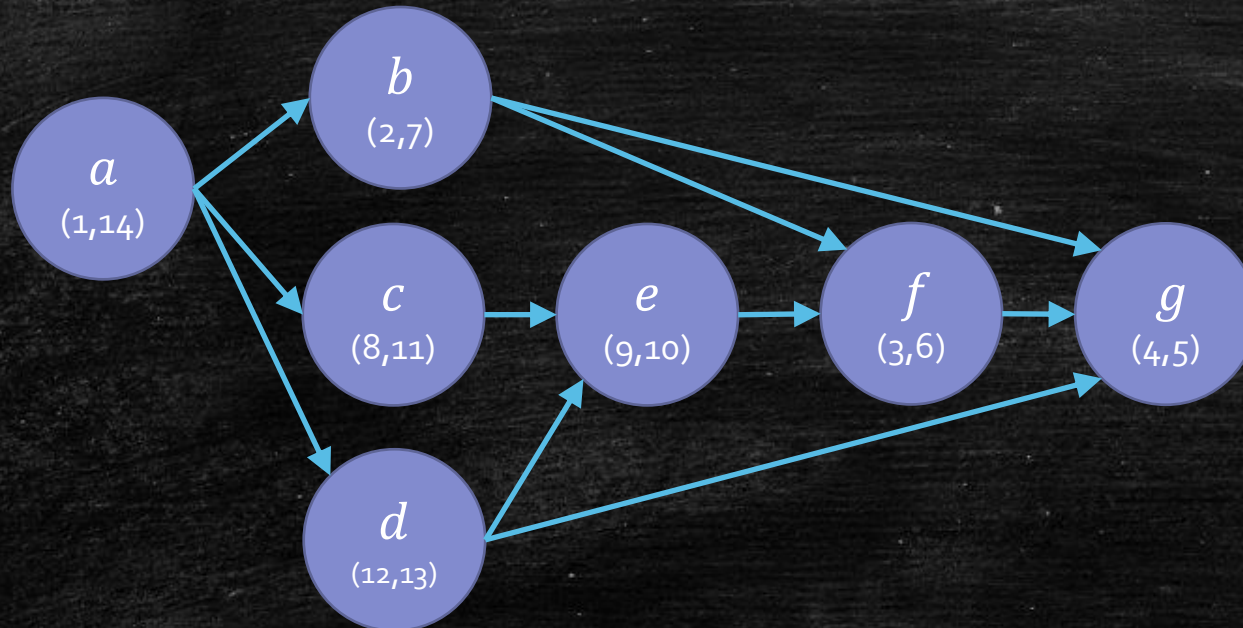 a
(1,14)
b
(2,7)
c
(8,11)
d
(12,13)
e
(9,10)
f
(3,6)
g
(4,5)